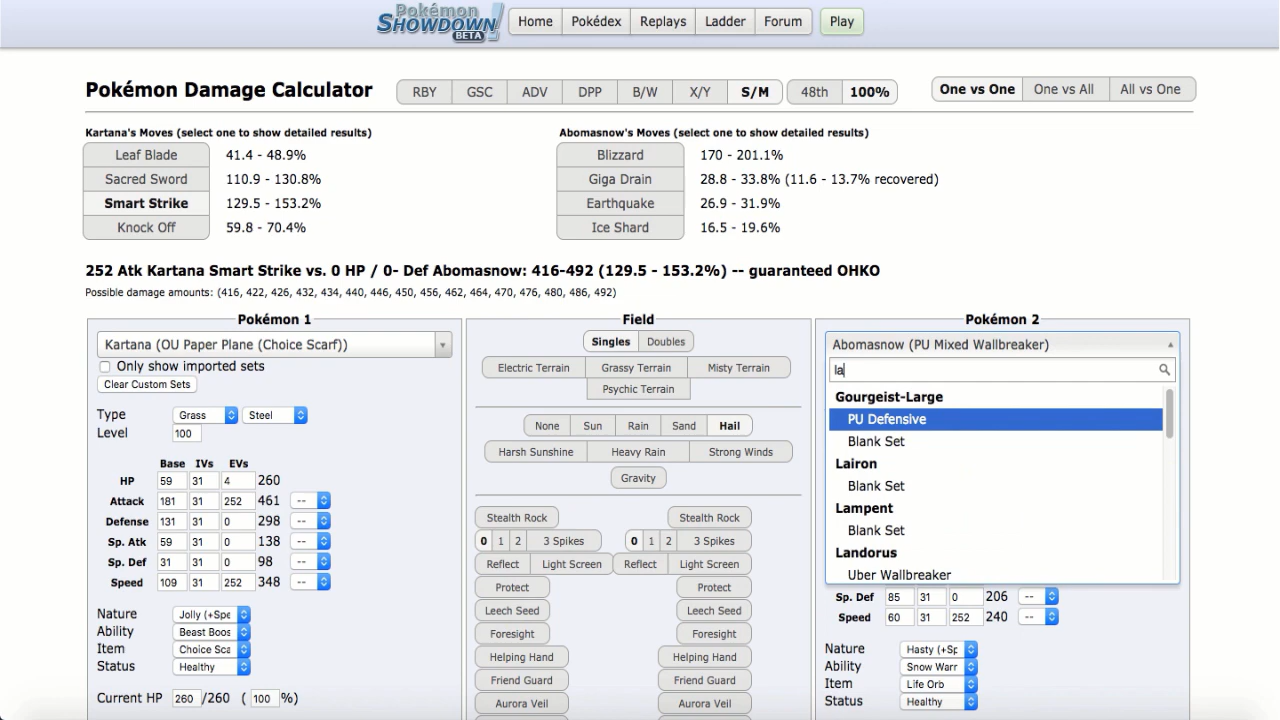 Pokémon
SHOWDOWN!
BETA
Home Pokédex Replays Ladder Forum Play
Pokémon Damage Calculator RBY GSC ADV DPP B/W X/Y S/M 48th 100% One vs One One vs All All vs One
Kartana's Moves (select one to show detailed results) Abomasnow's Moves (select one to show detailed results)
Leaf Blade 41.4 - 48.9% Blizzard 170 - 201.1%
Sacred Sword 110.9 - 130.8% Giga Drain 28.8 - 33.8% (11.6 - 13.7% recovered)
Smart Strike 129.5 - 153.2% Earthquake 26.9 - 31.9%
Knock Off 59.8 - 70.4% Ice Shard 16.5 - 19.6%
252 Atk Kartana Smart Strike vs. 0 HP / 0- Def Abomasnow: 416-492 (129.5 - 153.2%) -- guaranteed OHKO
Possible damage amounts: (416, 422, 426, 432, 434, 440, 446, 450, 456, 462, 464, 470, 476, 480, 486, 492)
Pokémon 1
Kartana (OU Paper Plane (Choice Scarf))
Only show imported sets
Clear Custom Sets
Type Grass Steel
Level 100
Base IVs EVs
HP 59 31 4 260
Attack 181 31 252 461 --
Defense 131 31 0 298 --
Sp. Atk 59 31 0 138 --
Sp. Def 31 31 0 98 --
Speed 109 31 252 348 --
Nature Jolly (+Spe
Ability Beast Boos
Item Choice Sca
Status Healthy
Current HP 260 /260 ( 100 %)
Field
Singles Doubles
Electric Terrain Grassy Terrain Misty Terrain
Psychic Terrain
None Sun Rain Sand Hail
Harsh Sunshine Heavy Rain Strong Winds
Gravity
Stealth Rock Stealth Rock
0 1 2 3 Spikes 0 1 2 3 Spikes
Reflect Light Screen Reflect Light Screen
Protect Protect
Leech Seed Leech Seed
Foresight Foresight
Helping Hand Helping Hand
Friend Guard Friend Guard
Aurora Veil Aurora Veil
Pokémon 2
Abomasnow (PU Mixed Wallbreaker)
la
Gourgeist-Large
PU Defensive
Blank Set
Lairon
Blank Set
Lampent
Blank Set
Landorus
Uber Wallbreaker
Sp. Def 85 31 0 206 --
Speed 60 31 252 240 --
Nature Hasty (+Sp
Ability Snow Warr
Item Life Orb
Status Healthy